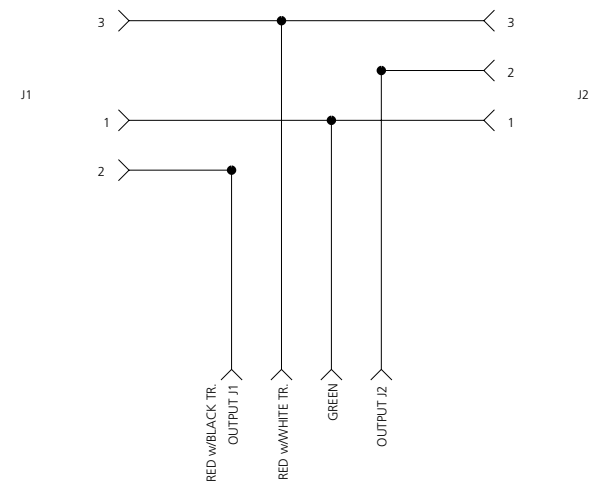 3
3
2
J1
J2
1
1
2
RED w/BLACK TR.
OUTPUT J1
RED w/WHITE TR.
GREEN
OUTPUT J2